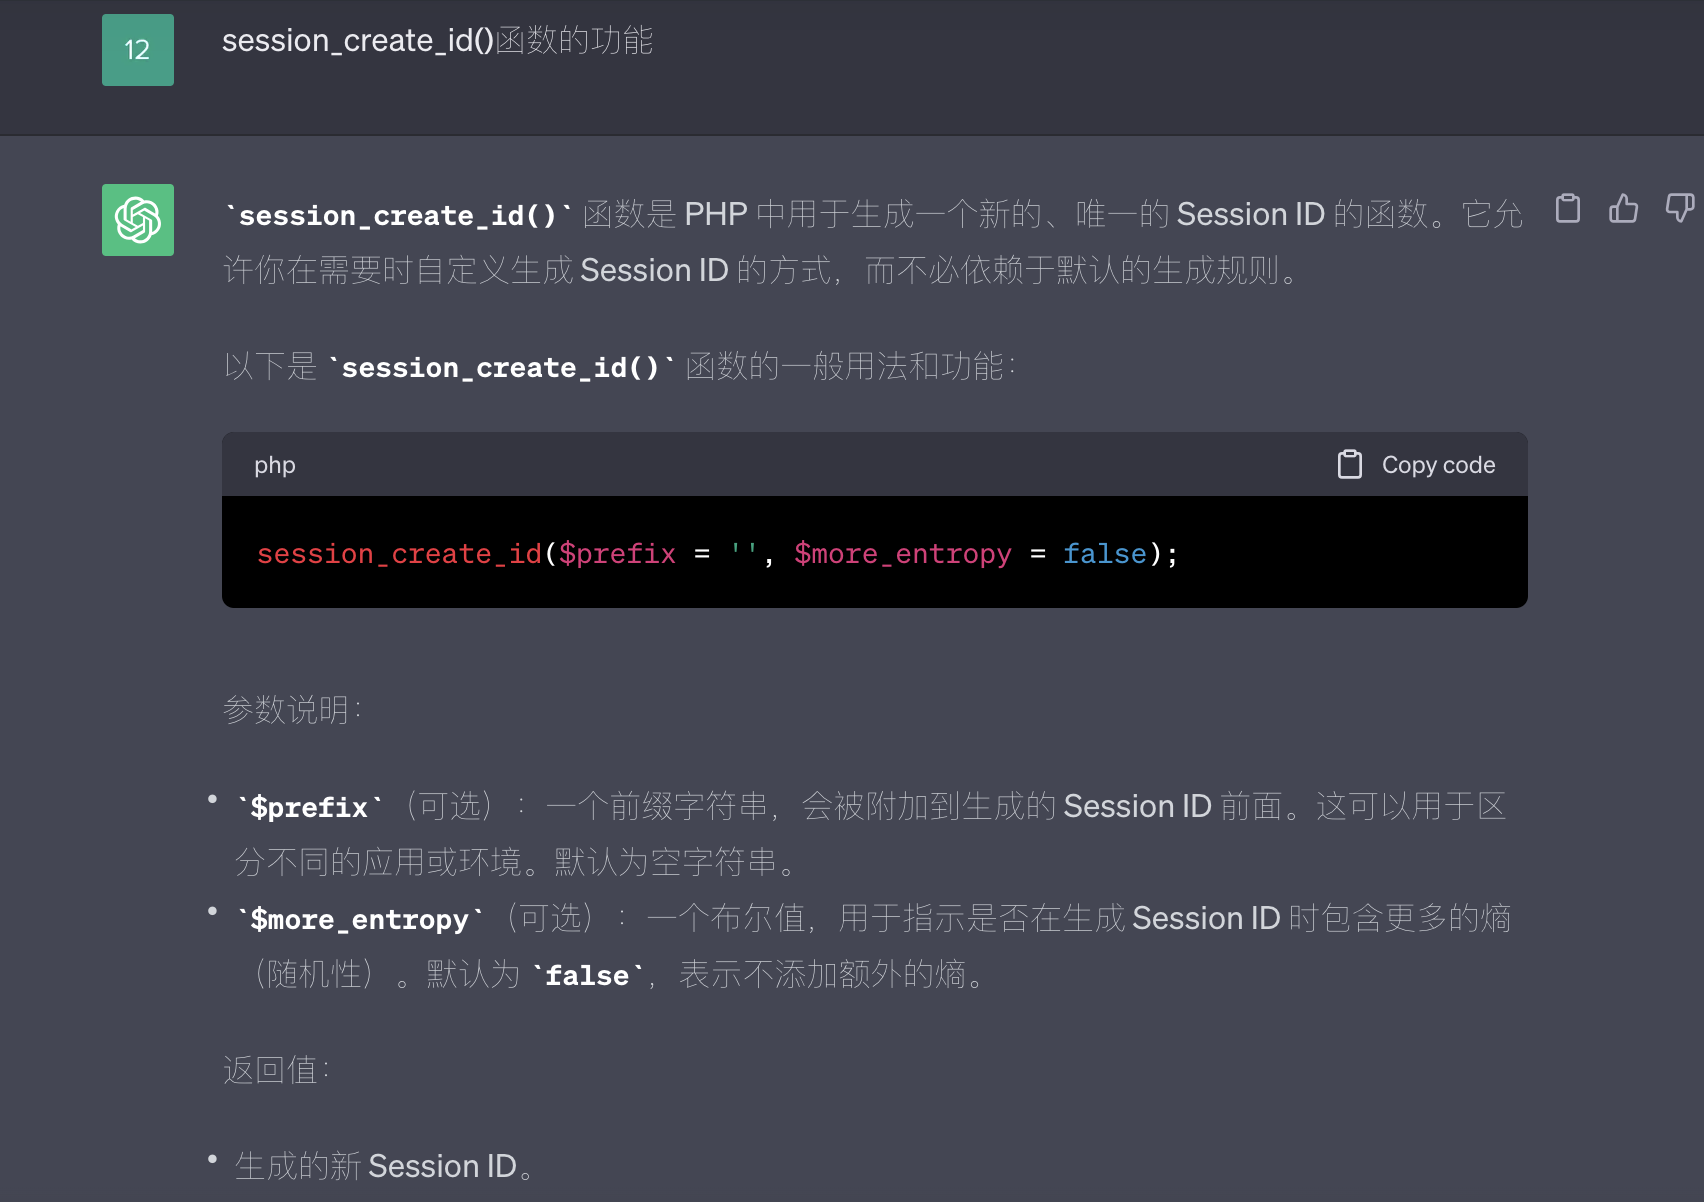 12
session_create_id()函数的功能
`session_create_id()` 函数是 PHP 中用于生成一个新的、唯一的 Session ID 的函数。它允
许你在需要时自定义生成 Session ID 的方式，而不必依赖于默认的生成规则。
以下是 `session_create_id()` 函数的一般用法和功能：
php
Copy code
session_create_id($prefix = '', $more_entropy = false);
参数说明：
• `$prefix`（可选）：一个前缀字符串，会被附加到生成的 Session ID 前面。这可以用于区
分不同的应用或环境。默认为空字符串。
• `$more_entropy`（可选）：一个布尔值，用于指示是否在生成 Session ID 时包含更多的熵
（随机性）。默认为 `false`，表示不添加额外的熵。
返回值：
• 生成的新 Session ID。